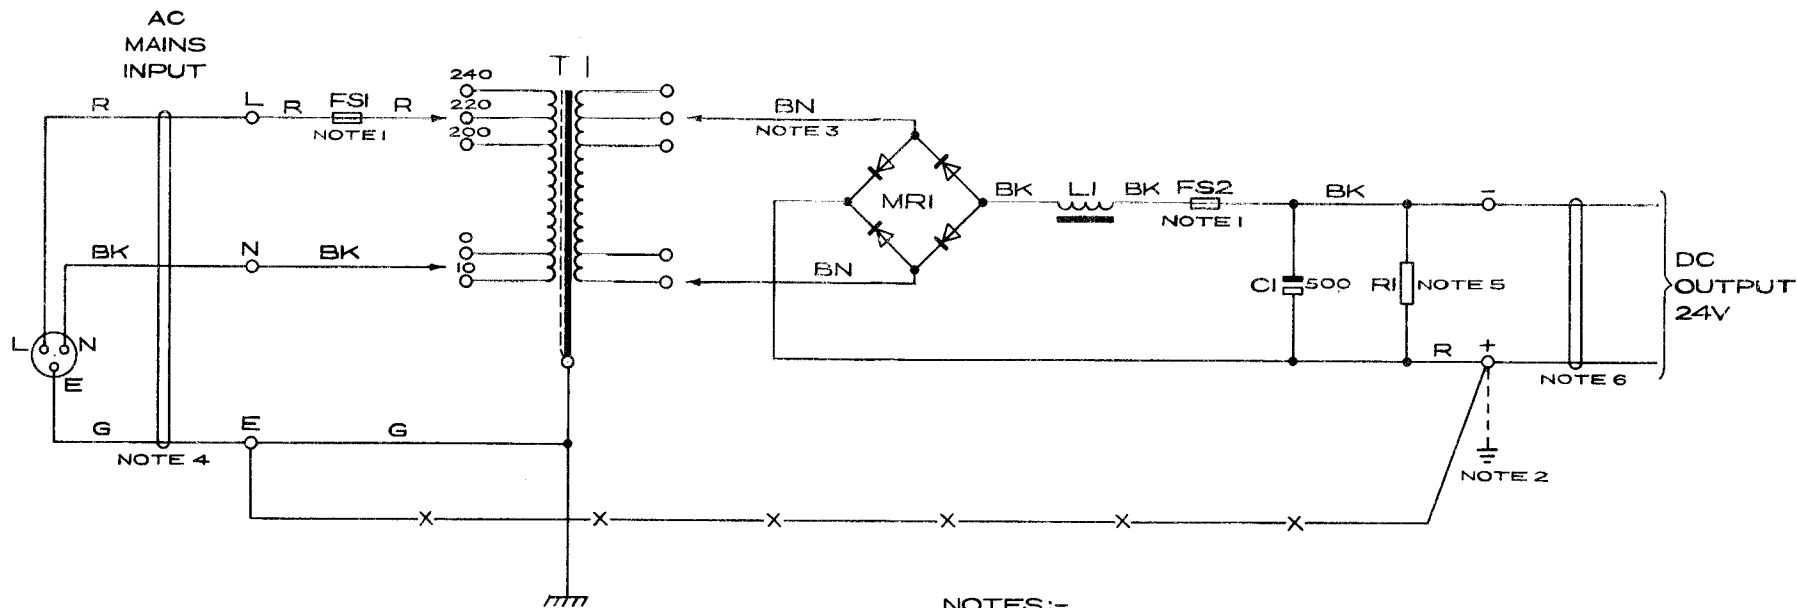 AC
MAINS
INPUT
T1
240
R
L
R
FS1
R
220
BN
NOTE 1
200
NOTE 3
MR1
BK
L1
BK
FS2
BK
-
NOTE 1
BK
N
BK
0
10
BN
C1
500
R1
NOTE 5
DC
OUTPUT
24V
L
N
E
R
+
NOTE 6
G
E
G
NOTE 4
NOTE 2
NOTES:-